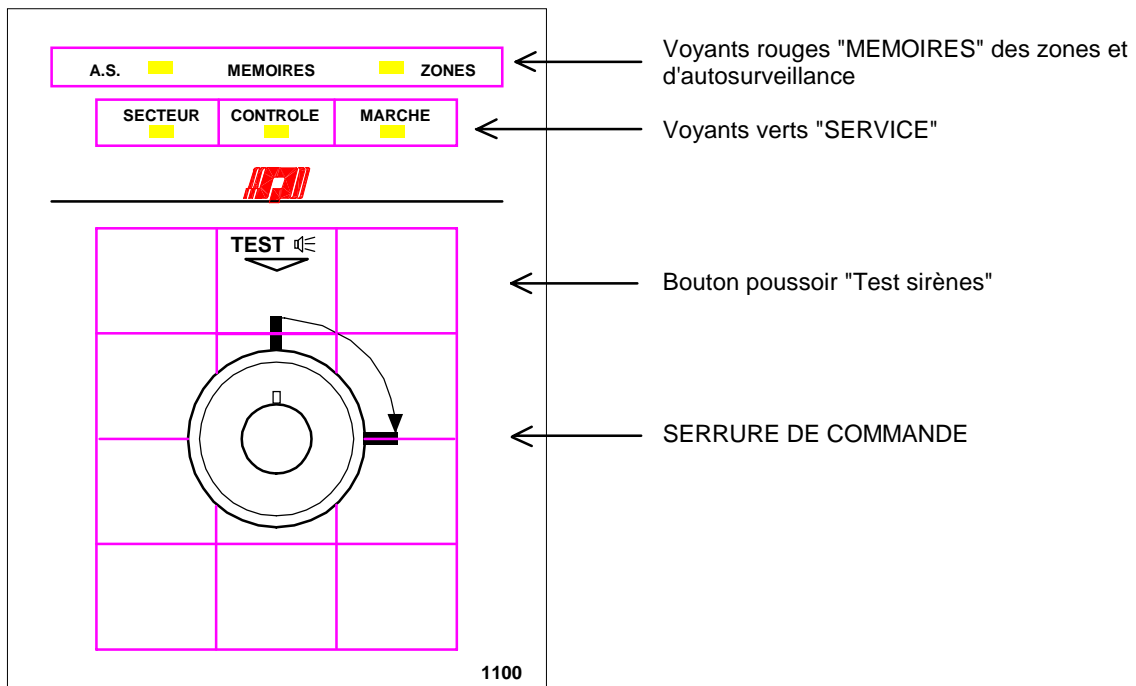 A.S. MEMOIRES ZONES
SECTEUR CONTROLE MARCHE
TEST
1100
Voyants rouges "MEMOIRES" des zones et
d'autosurveillance
Voyants verts "SERVICE"
Bouton poussoir "Test sirènes"
SERRURE DE COMMANDE